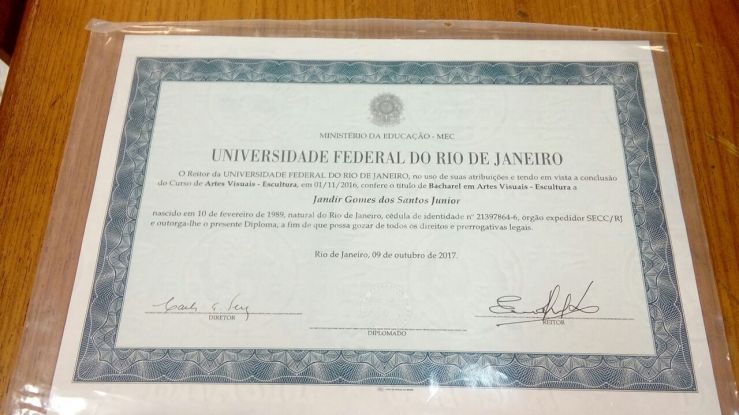 MINISTÉRIO DA EDUCAÇÃO - MEC
UNIVERSIDADE FEDERAL DO RIO DE JANEIRO
O Reitor da UNIVERSIDADE FEDERAL DO RIO DE JANEIRO, no uso de suas atribuições e tendo em vista a conclusão
do Curso de Artes Visuais - Escultura, em 01/11/2016, confere o título de Bacharel em Artes Visuais - Escultura a
Jandir Gomes dos Santos Junior
nascido em 10 de fevereiro de 1989, natural do Rio de Janeiro, cédula de identidade nº 21397864-6, órgão expedidor SECC/RJ
e outorga-lhe o presente Diploma, a fim de que possa gozar de todos os direitos e prerrogativas legais.
Rio de Janeiro, 09 de outubro de 2017.
DIRETOR
DIPLOMADO
REITOR